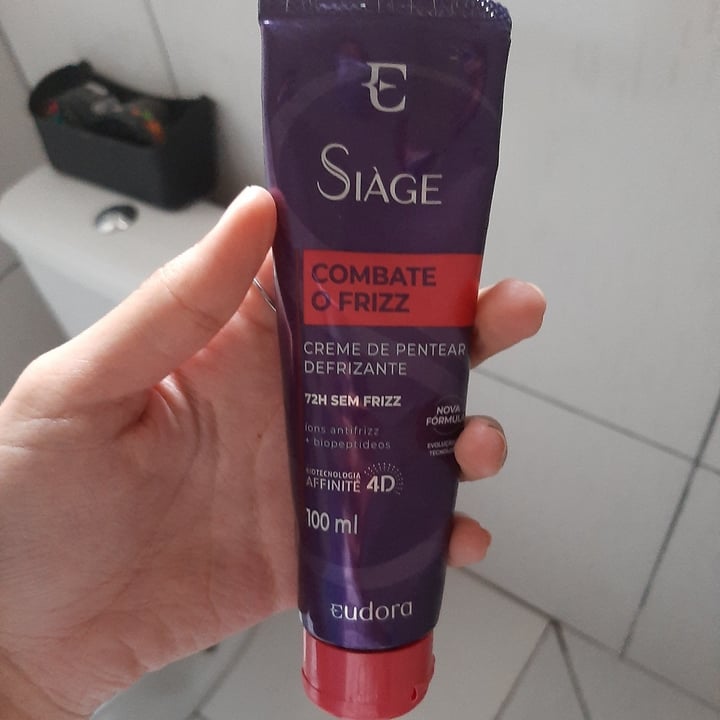 E
SIÀGE
COMBATE
O FRIZZ
CREME DE PENTEAR
DEFRIZANTE
72H SEM FRIZZ
íons antifrizz
+ biopeptídeos
NOVA
FÓRMULA
BIOTECNOLOGIA
AFFINITÉ 4D
100 ml
eudora